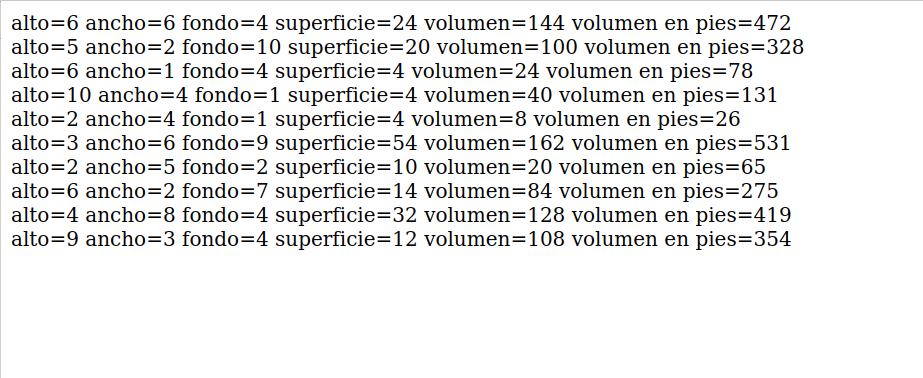 alto=6 ancho=6 fondo=4 superficie=24 volumen=144 volumen en pies=472
alto=5 ancho=2 fondo=10 superficie=20 volumen=100 volumen en pies=328
alto=6 ancho=1 fondo=4 superficie=4 volumen=24 volumen en pies=78
alto=10 ancho=4 fondo=1 superficie=4 volumen=40 volumen en pies=131
alto=2 ancho=4 fondo=1 superficie=4 volumen=8 volumen en pies=26
alto=3 ancho=6 fondo=9 superficie=54 volumen=162 volumen en pies=531
alto=2 ancho=5 fondo=2 superficie=10 volumen=20 volumen en pies=65
alto=6 ancho=2 fondo=7 superficie=14 volumen=84 volumen en pies=275
alto=4 ancho=8 fondo=4 superficie=32 volumen=128 volumen en pies=419
alto=9 ancho=3 fondo=4 superficie=12 volumen=108 volumen en pies=354